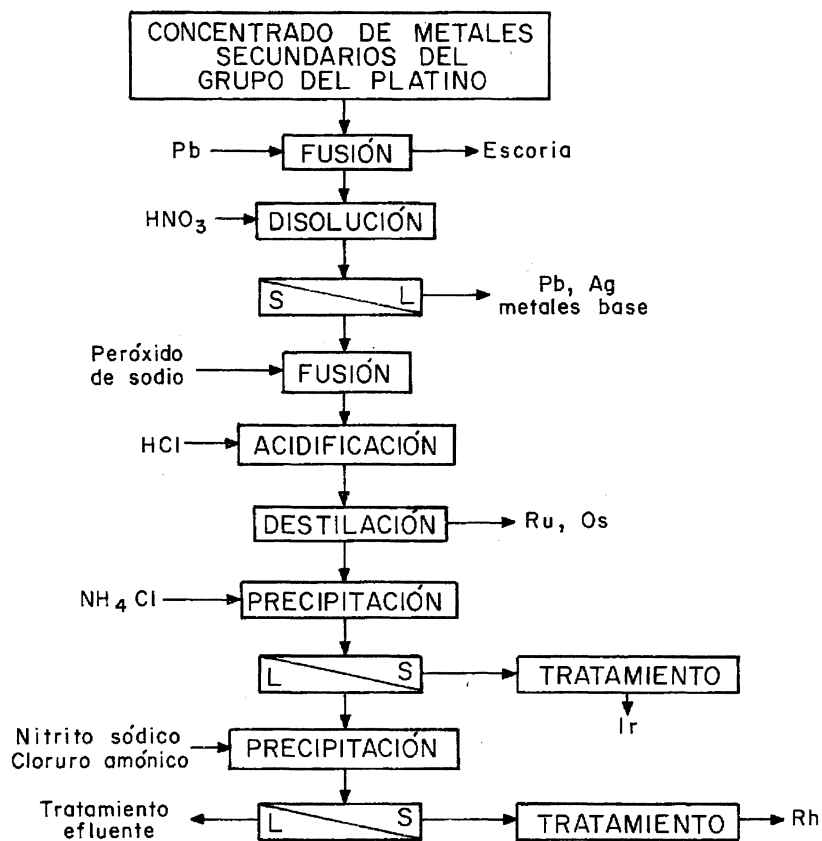 CONCENTRADO DE METALES
SECUNDARIOS DEL
GRUPO DEL PLATINO
Pb
FUSIÓN
Escoria
HNO₃
DISOLUCIÓN
S
L
Pb, Ag
metales base
Peróxido
de sodio
FUSIÓN
HCl
ACIDIFICACIÓN
DESTILACIÓN
Ru, Os
NH₄ Cl
PRECIPITACIÓN
L
S
TRATAMIENTO
Ir
Nitrito sódico
Cloruro amónico
PRECIPITACIÓN
Tratamiento
efluente
L
S
TRATAMIENTO
Rh